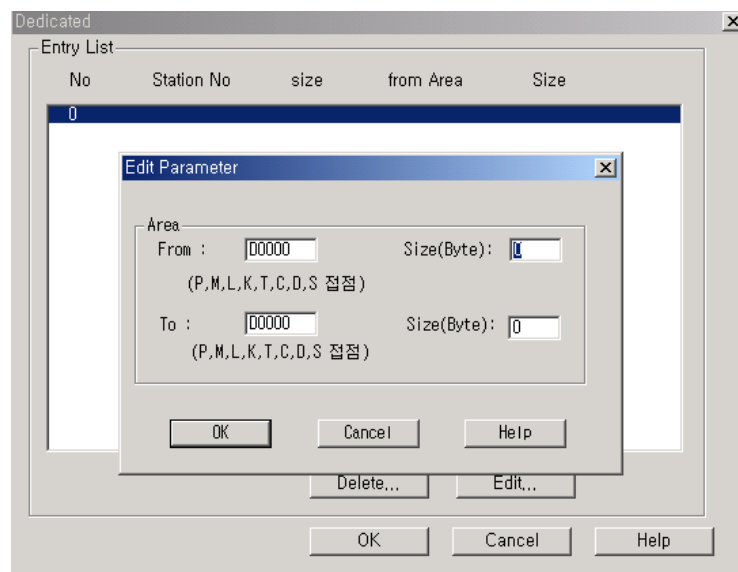 Dedicated
Entry List
No Station No size from Area Size
0
Edit Parameter
Area
From : D0000 Size(Byte): 0
(P,M,L,K,T,C,D,S 접점)
To : D0000 Size(Byte): 0
(P,M,L,K,T,C,D,S 접점)
OK Cancel Help
Delete... Edit...
OK Cancel Help